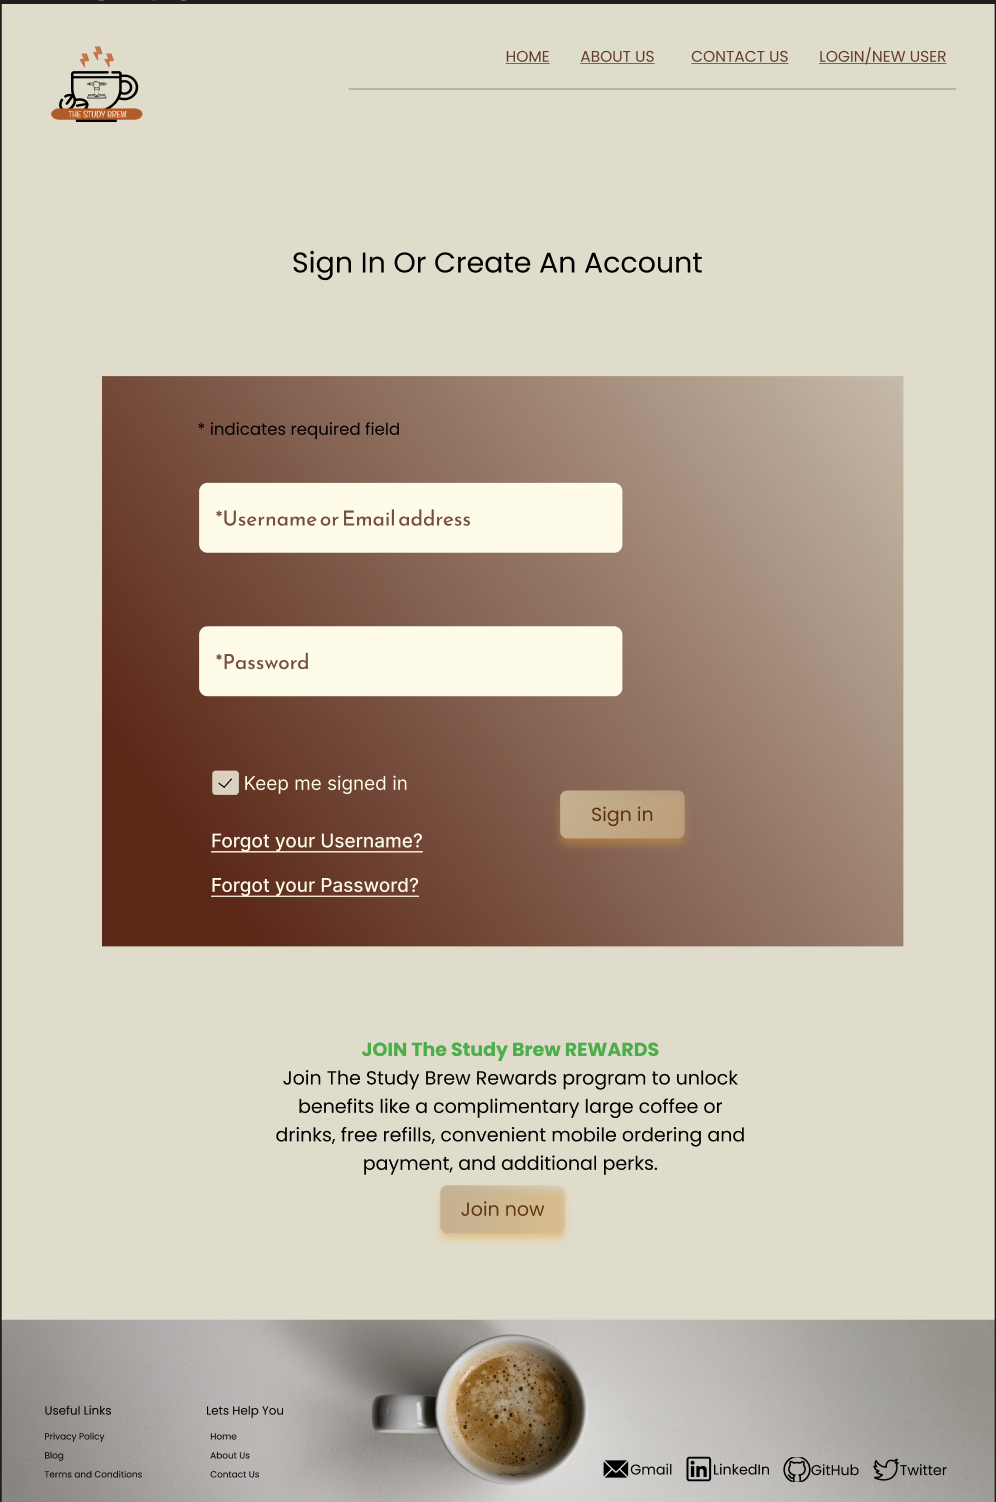 THE STUDY BREW
HOME ABOUT US CONTACT US LOGIN/NEW USER
Sign In Or Create An Account
* indicates required field
*Username or Email address
*Password
Keep me signed in
Sign in
Forgot your Username?
Forgot your Password?
JOIN The Study Brew REWARDS
Join The Study Brew Rewards program to unlock
benefits like a complimentary large coffee or
drinks, free refills, convenient mobile ordering and
payment, and additional perks.
Join now
Useful Links
Privacy Policy
Blog
Terms and Conditions
Lets Help You
Home
About Us
Contact Us
Gmail LinkedIn GitHub Twitter